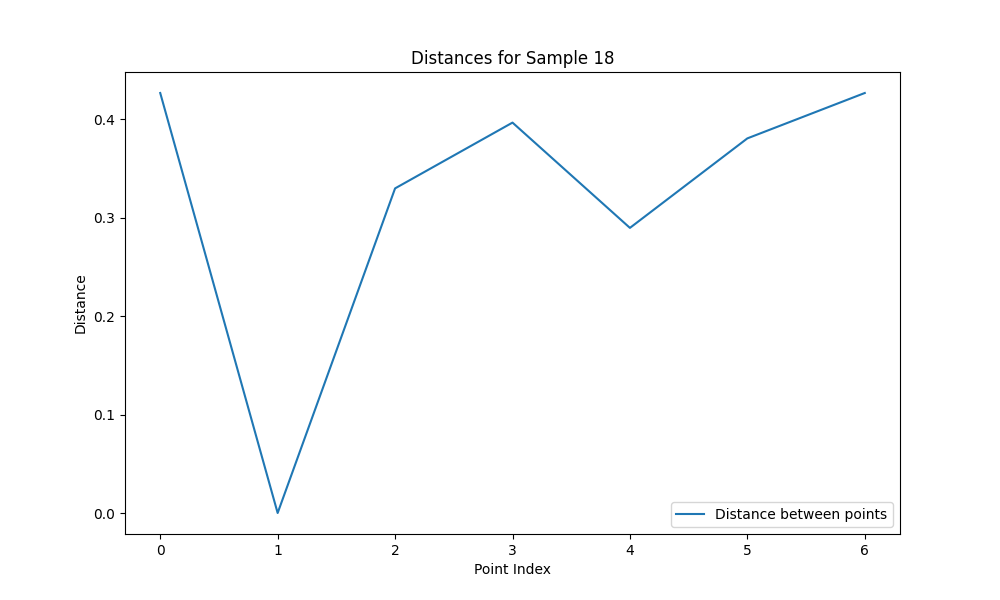 Distances for Sample 18
Distance
0.4
0.3
0.2
0.1
0.0
Distance between points
0 1 2 3 4 5 6
Point Index